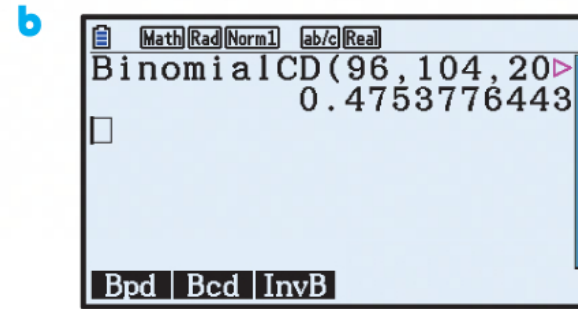 b
Math Rad Norm1 ab/c Real
BinomialCD(96,104,20▷
0.4753776443
Bpd Bcd InvB